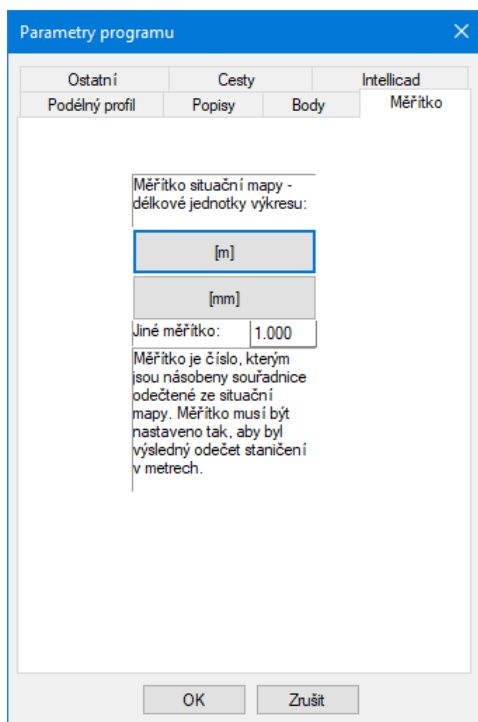 Parametry programu
Ostatní Cesty Intellicad
Podélný profil Popisy Body Měřítko
Měřítko situační mapy -
délkové jednotky výkresu:
[m]
[mm]
Jiné měřítko: 1.000
Měřítko je číslo, kterým
jsou násobeny souřadnice
odečtené ze situační
mapy. Měřítko musí být
nastaveno tak, aby byl
výsledný odečet staničení
v metrech.
OK Zrušit